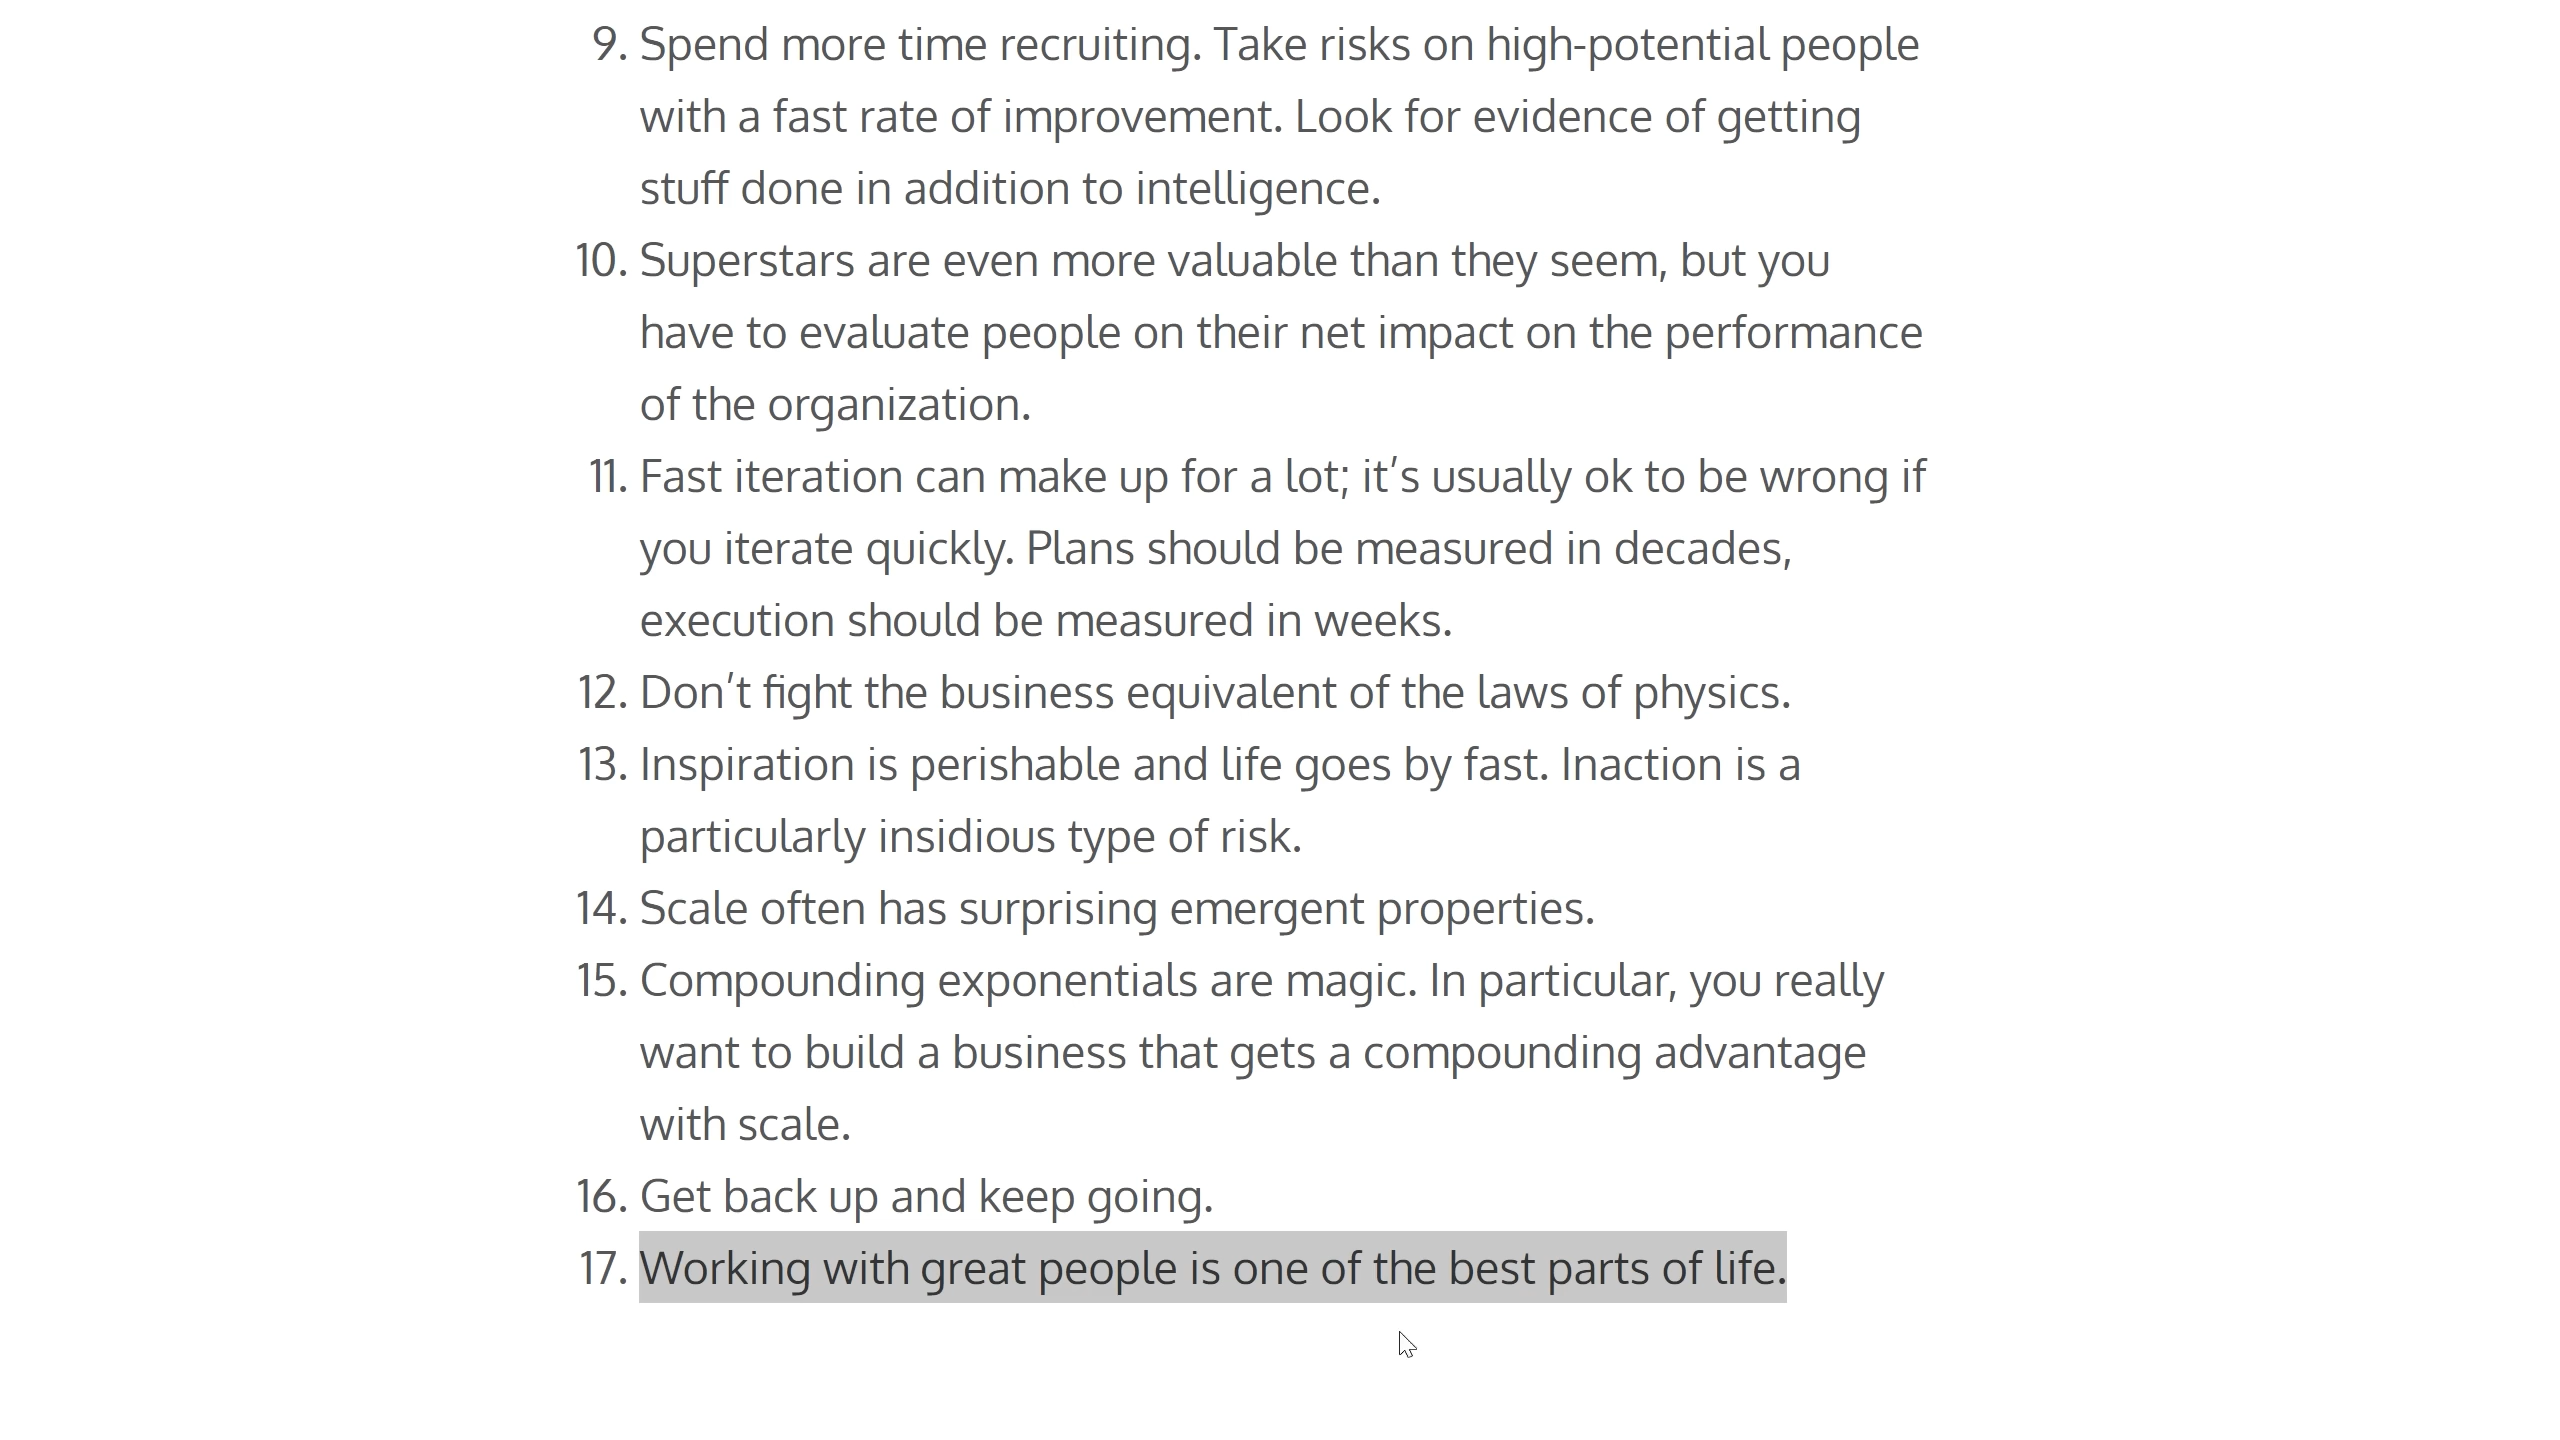 9. Spend more time recruiting. Take risks on high-potential people
with a fast rate of improvement. Look for evidence of getting
stuff done in addition to intelligence.
10. Superstars are even more valuable than they seem, but you
have to evaluate people on their net impact on the performance
of the organization.
11. Fast iteration can make up for a lot; it’s usually ok to be wrong if
you iterate quickly. Plans should be measured in decades,
execution should be measured in weeks.
12. Don’t fight the business equivalent of the laws of physics.
13. Inspiration is perishable and life goes by fast. Inaction is a
particularly insidious type of risk.
14. Scale often has surprising emergent properties.
15. Compounding exponentials are magic. In particular, you really
want to build a business that gets a compounding advantage
with scale.
16. Get back up and keep going.
17. Working with great people is one of the best parts of life.